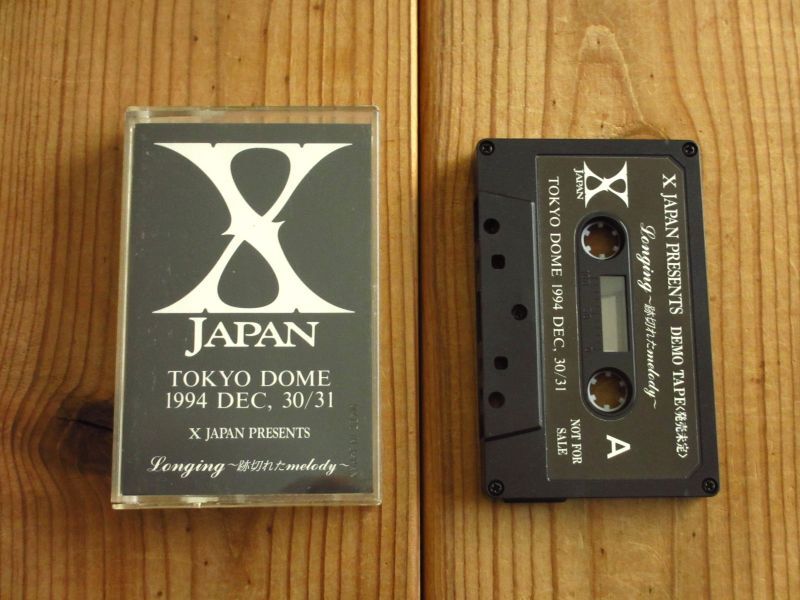 X
JAPAN
TOKYO DOME
1994 DEC, 30/31
X JAPAN PRESENTS
Longing～跡切れたmelody～
X JAPAN PRESENTS DEMO TAPE〈発売未定〉
Longing～跡切れたmelody～
X
JAPAN
TOKYO DOME 1994 DEC, 30/31
A
NOT FOR
SALE